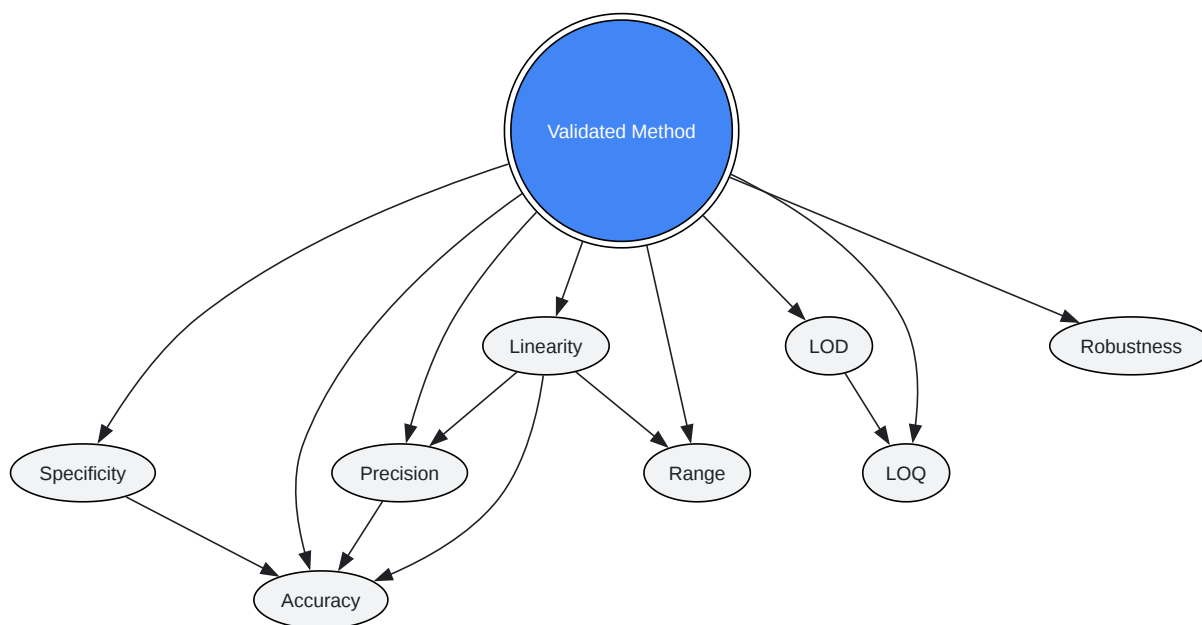 Validated Method
Linearity
LOD
Robustness
Specificity
Precision
Range
LOQ
Accuracy